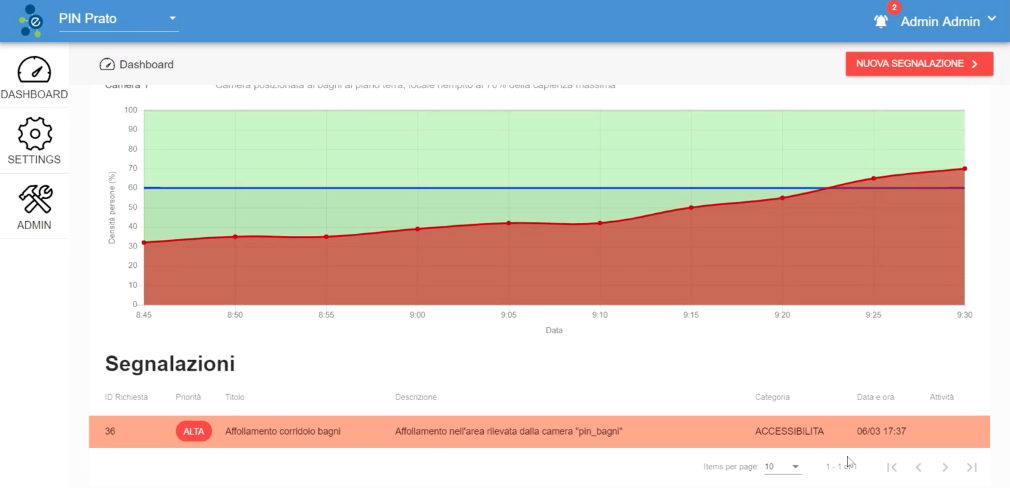 PIN Prato
2
Admin Admin
Dashboard
NUOVA SEGNALAZIONE
DASHBOARD
SETTINGS
ADMIN
Camera 1 Camera posizionata ai bagni al piano terra, locale riempito al 70% della capienza massima
100
90
80
70
60
50
40
30
20
10
0
Densità persone (%)
8:45 8:50 8:55 9:00 9:05 9:10 9:15 9:20 9:25 9:30
Data
Segnalazioni
ID Richiesta Priorità Titolo Descrizione Categoria Data e ora Attività
36 ALTA Affollamento corridoio bagni Affollamento nell'area rilevata dalla camera "pin_bagni" ACCESSIBILITA 06/03 17:37
Items per page: 10 1 - 1 of 1